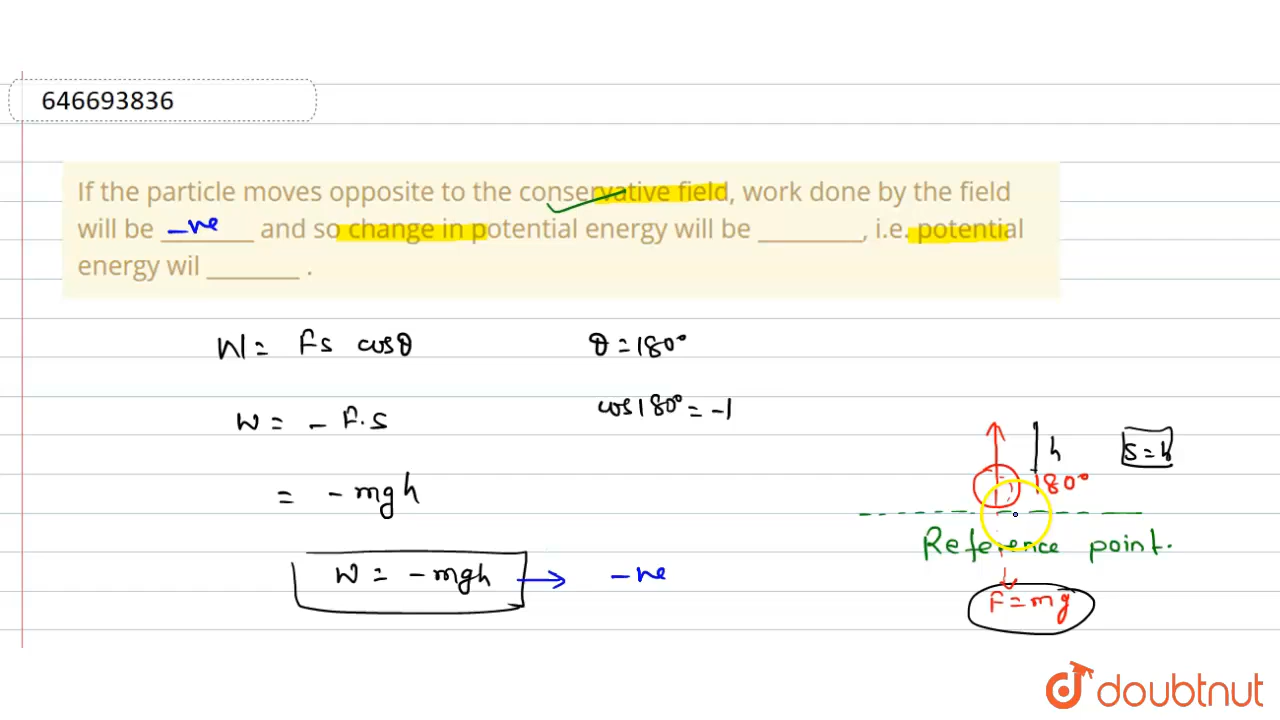 646693836
If the particle moves opposite to the conservative field, work done by the field
will be _-ve_ and so change in potential energy will be ________, i.e. potential
energy wil _______ .
W = Fs cosθ
θ = 180°
W = - F.s
cos180° = -1
= - mgh
W = - mgh → -ve
h
s = h
180°
Reference point.
F = mg
doubtnut